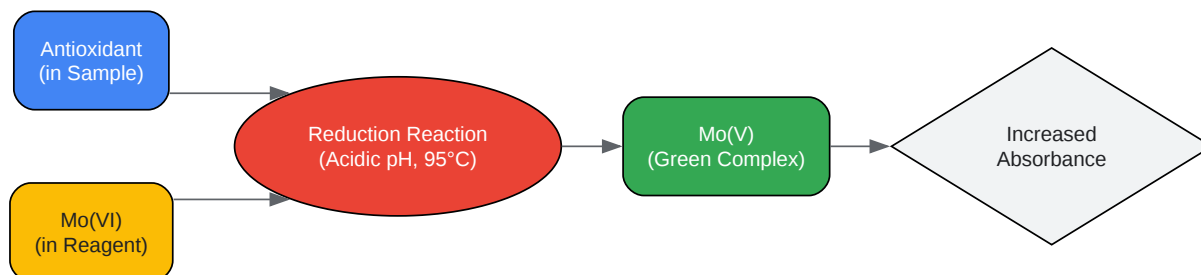 Antioxidant
(in Sample)
Mo(VI)
(in Reagent)
Reduction Reaction
(Acidic pH, 95°C)
Mo(V)
(Green Complex)
Increased
Absorbance